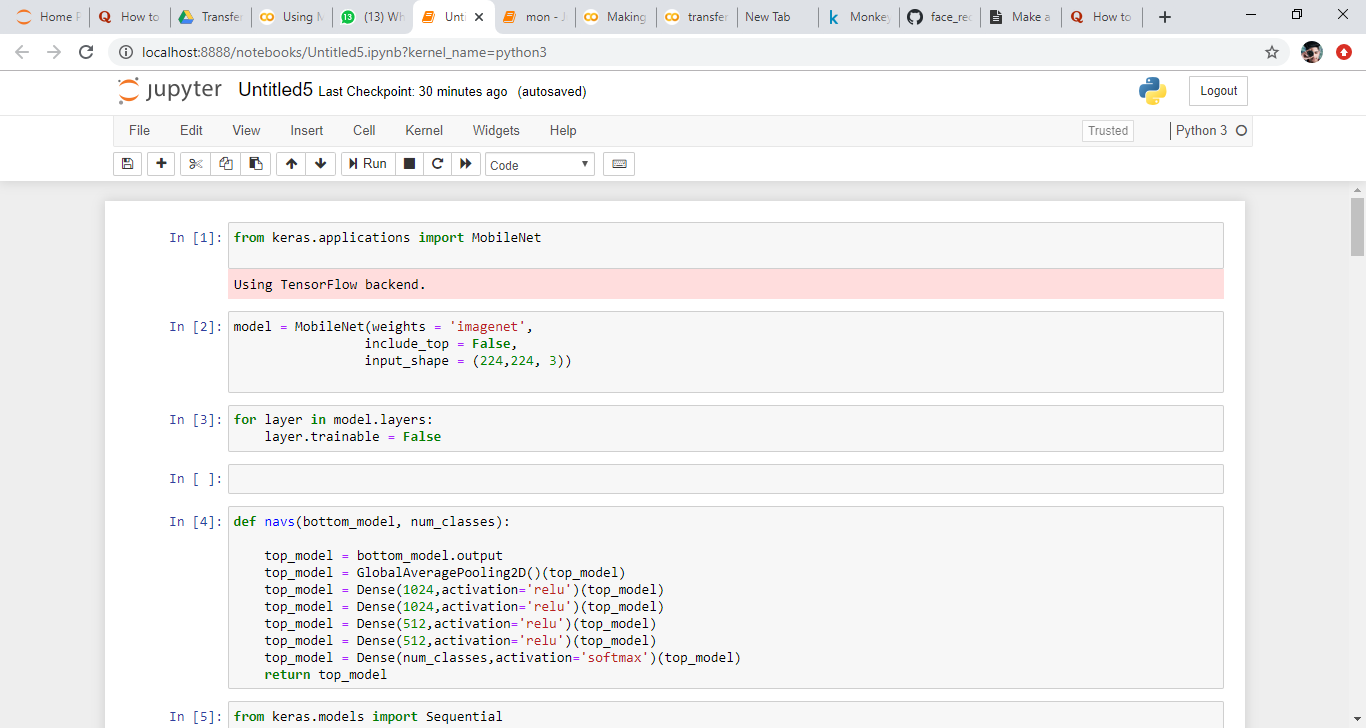 Home P
How to
Transfer
Using M
(13) Wh
Unti
mon - J
Making
transfer
New Tab
Monkey
face_rec
Make a
How to
localhost:8888/notebooks/Untitled5.ipynb?kernel_name=python3
jupyter Untitled5 Last Checkpoint: 30 minutes ago (autosaved)
Logout
File Edit View Insert Cell Kernel Widgets Help
Trusted
Python 3
Run
Code
In [1]: from keras.applications import MobileNet
Using TensorFlow backend.
In [2]: model = MobileNet(weights = 'imagenet',
include_top = False,
input_shape = (224,224, 3))
In [3]: for layer in model.layers:
layer.trainable = False
In [ ]:
In [4]: def navs(bottom_model, num_classes):
top_model = bottom_model.output
top_model = GlobalAveragePooling2D()(top_model)
top_model = Dense(1024,activation='relu')(top_model)
top_model = Dense(1024,activation='relu')(top_model)
top_model = Dense(512,activation='relu')(top_model)
top_model = Dense(512,activation='relu')(top_model)
top_model = Dense(num_classes,activation='softmax')(top_model)
return top_model
In [5]: from keras.models import Sequential